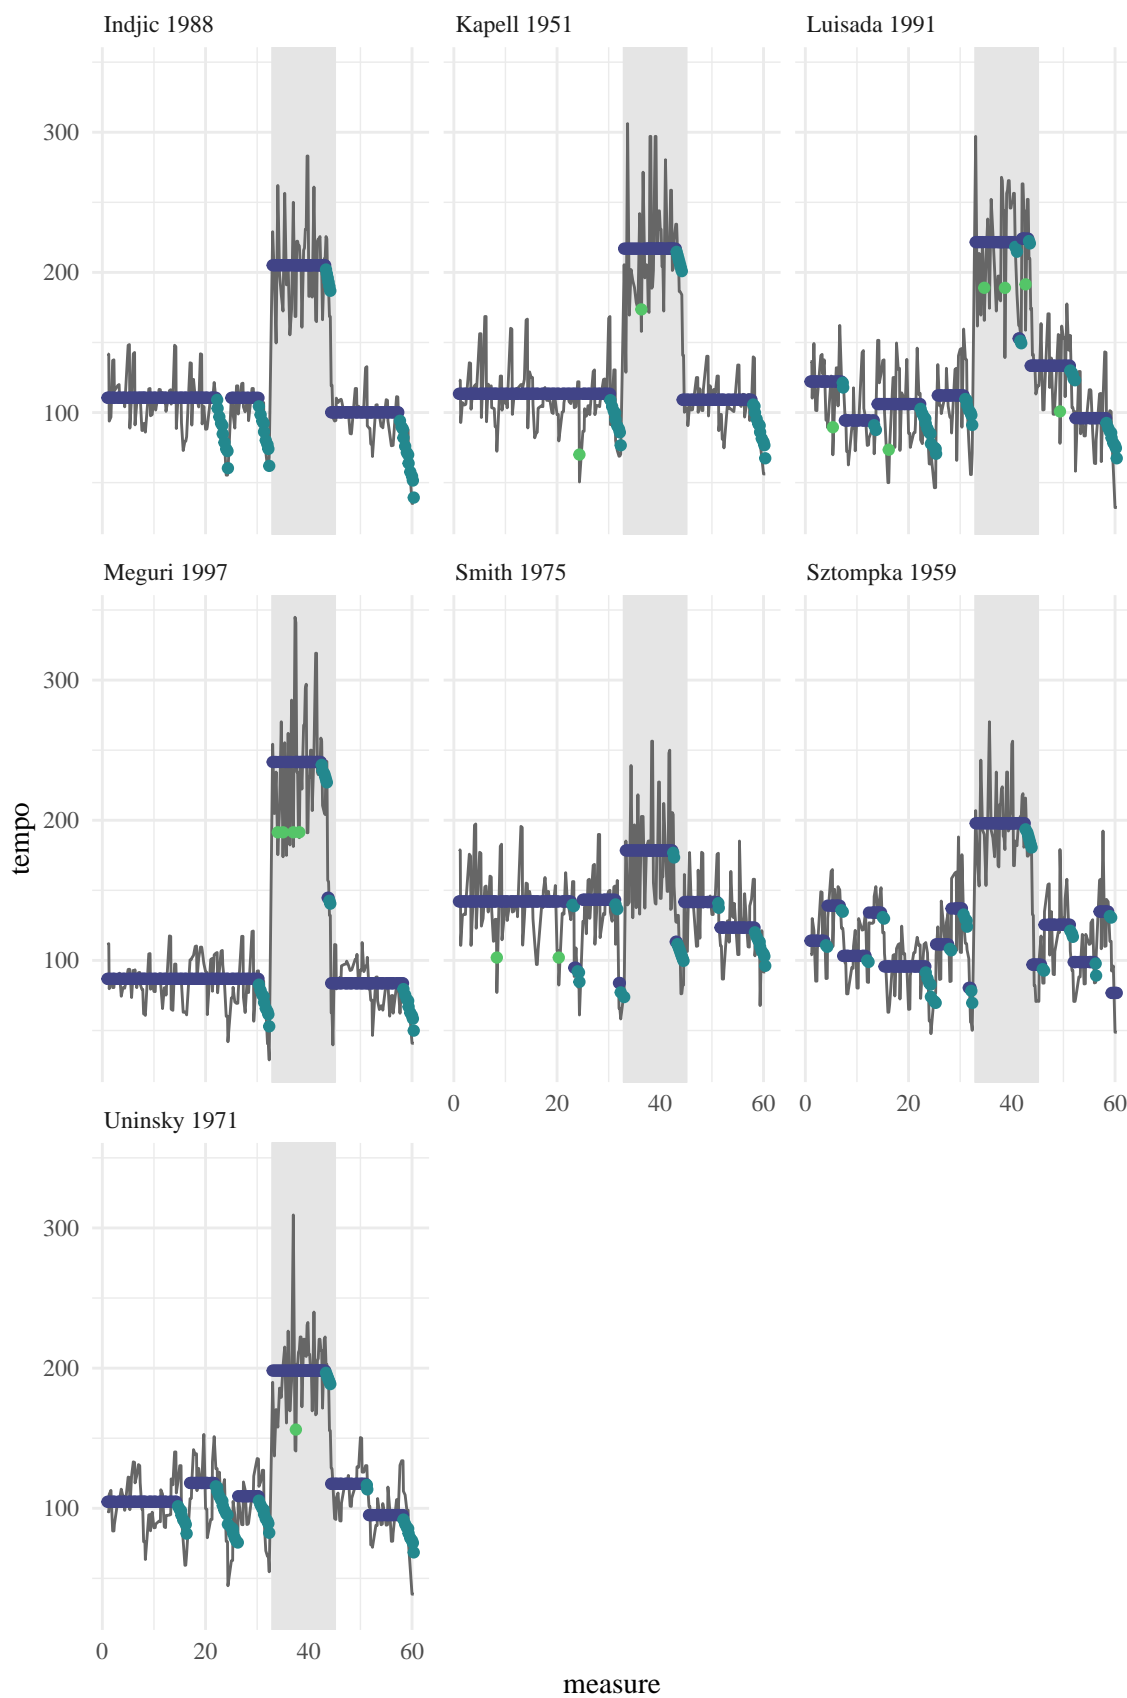 Indjic 1988
Kapell 1951
Luisada 1991
300
200
100
Meguri 1997
Smith 1975
Sztompka 1959
300
200
100
0 20 40 60
0 20 40 60
Uninsky 1971
300
200
100
0 20 40 60
tempo
measure